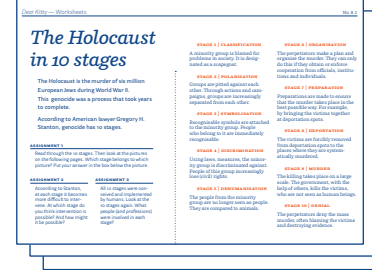 Dear Kitty — Worksheets
No. 9.2
The Holocaust
in 10 stages
The Holocaust is the murder of six million
European Jews during World War II.
This genocide was a process that took years
to complete.
According to American lawyer Gregory H.
Stanton, genocide has 10 stages.
ASSIGNMENT 1
Read through the 10 stages. Then look at the pictures
on the following pages. Which stage belongs to which
picture? Put your answer in the box below the picture.
ASSIGNMENT 2
According to Stanton,
at each stage it becomes
more difficult to inter-
vene. At which stage do
you think intervention is
possible? And how might
it be possible?
ASSIGNMENT 3
All 10 stages were con-
ceived and implemented
by humans. Look at the
10 stages again. What
people (and professions)
were involved in each
stage?
STAGE 1 | CLASSIFICATION
A minority group is blamed for
problems in society. It is desig-
nated as a scapegoat.
STAGE 2 | POLARISATION
Groups are pitted against each
other. Through actions and cam-
paigns, groups are increasingly
separated from each other.
STAGE 3 | SYMBOLISATION
Recognisable symbols are attached
to the minority group. People
who belong to it are immediately
recognisable.
STAGE 4 | DISCRIMINATION
Using laws, measures, the minor-
ity group is discriminated against.
People of this group increasingly
lose (civil) rights.
STAGE 5 | DEHUMANISATION
The people from the minority
group are no longer seen as people.
They are compared to animals.
STAGE 6 | ORGANISATION
The perpetrators make a plan and
organise the murder. They can only
do this if they obtain or enforce
cooperation from officials, institu-
tions and individuals.
STAGE 7 | PREPARATION
Preparations are made to ensure
that the murder takes place in the
best possible way. For example,
by bringing the victims together
at deportation spots.
STAGE 8 | DEPORTATION
The victims are forcibly removed
from deportation spots to the
places where they are system-
atically murdered.
STAGE 9 | MURDER
The killing takes place on a large
scale. The government, with the
help of others, kills the victims,
who are not seen as human beings.
STAGE 10 | DENIAL
The perpetrators deny the mass
murder, often blaming the victims
and destroying evidence.